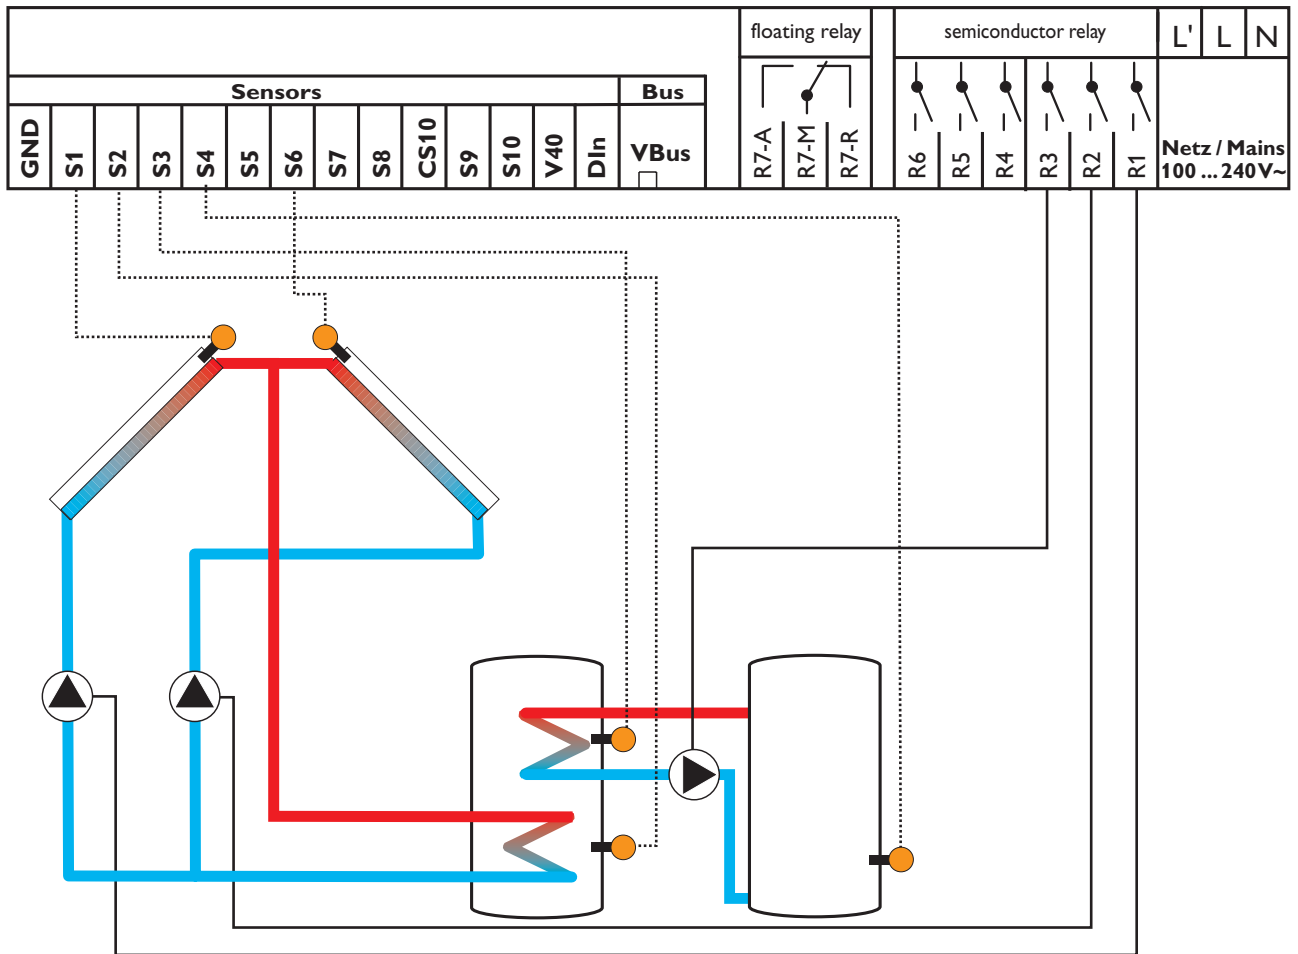 floating relay
semiconductor relay
L'
L
N
Sensors
Bus
GND
S1
S2
S3
S4
S5
S6
S7
S8
CS10
S9
S10
V40
DIn
VBus
R7-A
R7-M
R7-R
R6
R5
R4
R3
R2
R1
Netz / Mains
100 ... 240 V~